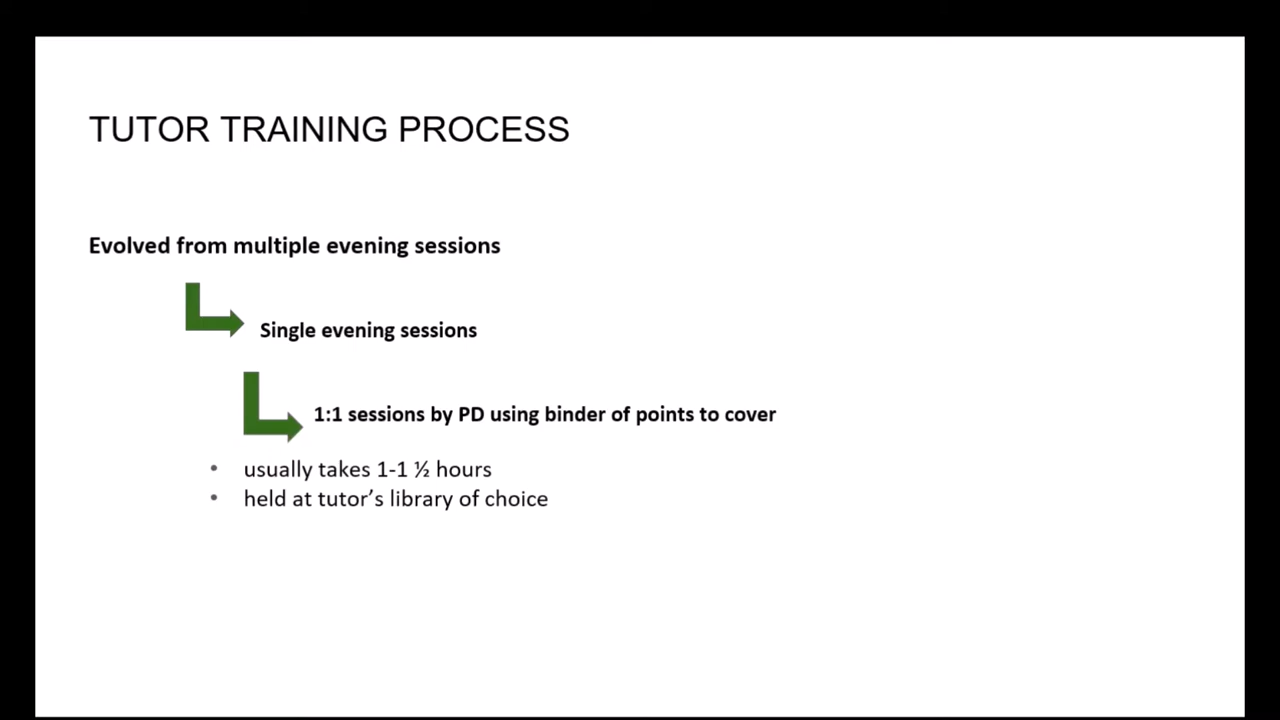 TUTOR TRAINING PROCESS
Evolved from multiple evening sessions
Single evening sessions
1:1 sessions by PD using binder of points to cover
• usually takes 1-1 ½ hours
• held at tutor’s library of choice